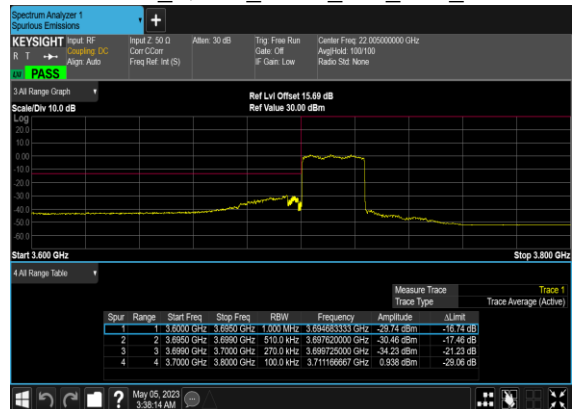 Spectrum Analyzer 1
Spurious Emissions
+
KEYSIGHT Input: RF Input Z: 50 Ω Atten: 30 dB Trig: Free Run Center Freq: 22.005000000 GHz
R T Coupling: DC Corr CCorr Gate: Off Avg|Hold: 100/100
Align: Auto Freq Ref: Int (S) IF Gain: Low Radio Std: None
PASS
3 All Range Graph
Ref Lvl Offset 15.69 dB
Scale/Div 10.0 dB Ref Value 30.00 dBm
Log
20.0
10.0
0.00
-10.0
-20.0
-30.0
-40.0
-50.0
-60.0
Start 3.600 GHz Stop 3.800 GHz
4 All Range Table
Measure Trace Trace 1
Trace Type Trace Average (Active)
Spur Range Start Freq Stop Freq RBW Frequency Amplitude ΔLimit
1 1 3.6000 GHz 3.6950 GHz 1.000 MHz 3.694683333 GHz -29.74 dBm -16.74 dB
2 2 3.6950 GHz 3.6990 GHz 510.0 kHz 3.697620000 GHz -30.46 dBm -17.46 dB
3 3 3.6990 GHz 3.7000 GHz 270.0 kHz 3.699725000 GHz -34.23 dBm -21.23 dB
4 4 3.7000 GHz 3.8000 GHz 100.0 kHz 3.711166667 GHz 0.938 dBm -29.06 dB
? May 05, 2023
3:38:14 AM